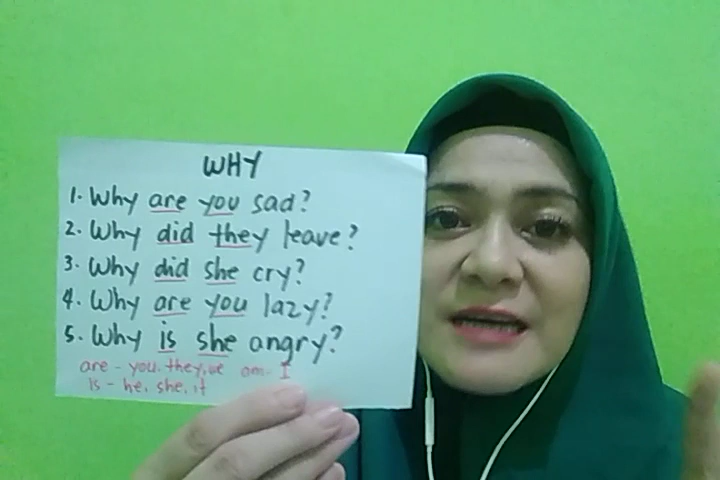 WHY
1. Why are you sad?
2. Why did they leave?
3. Why did she cry?
4. Why are you lazy?
5. Why is she angry?
are - you, they, we am - I
is - he, she, it